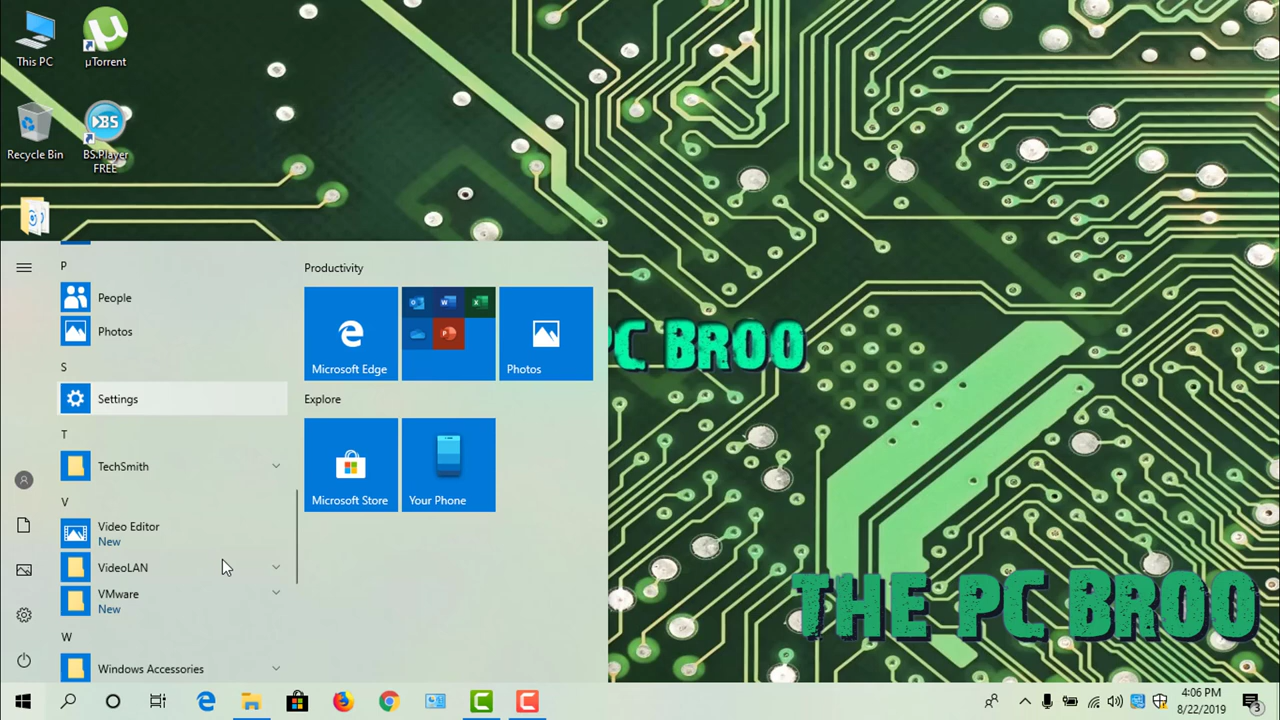 This PC
µTorrent
Recycle Bin
BS.Player
FREE
P
People
Photos
S
Settings
T
TechSmith
V
Video Editor
New
VideoLAN
VMware
New
W
Windows Accessories
Productivity
Microsoft Edge
Photos
Explore
Microsoft Store
Your Phone
PC BROO
THE PC BROO
4:06 PM
8/22/2019
3